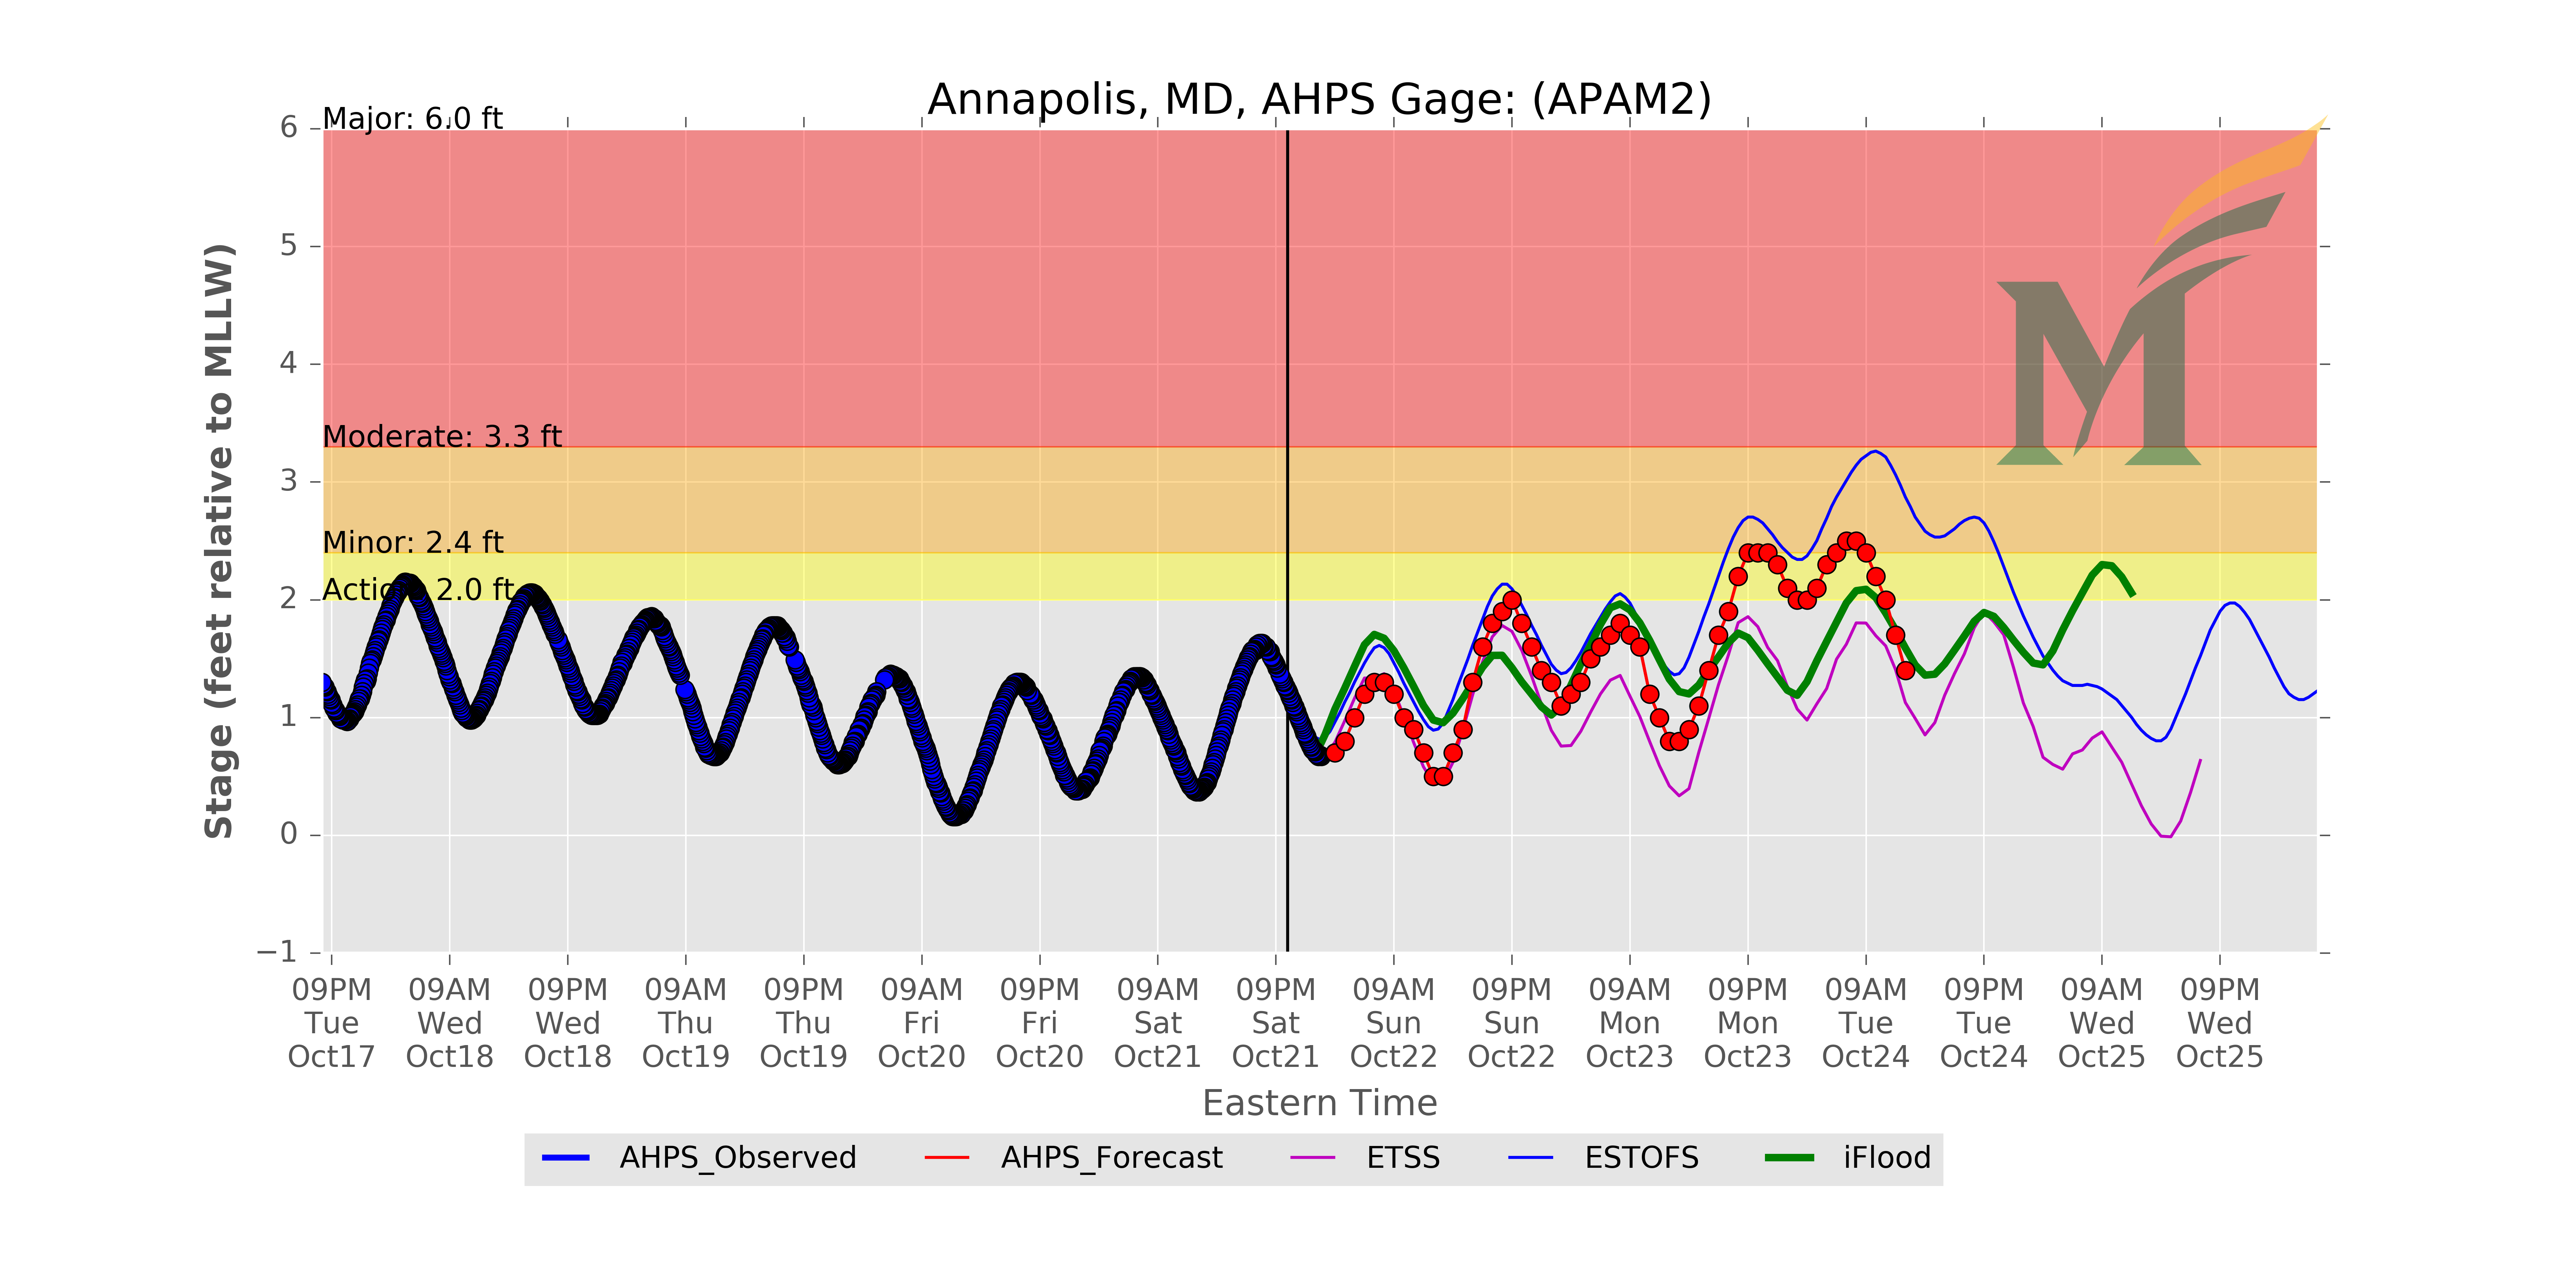 Annapolis, MD, AHPS Gage: (APAM2)
Major: 6.0 ft
Moderate: 3.3 ft
Minor: 2.4 ft
Action: 2.0 ft
6
5
4
3
2
1
0
−1
Stage (feet relative to MLLW)
09PM 09AM 09PM 09AM 09PM 09AM 09PM 09AM 09PM 09AM 09PM 09AM 09PM 09AM 09PM 09AM 09PM
Tue Wed Wed Thu Thu Fri Fri Sat Sat Sun Sun Mon Mon Tue Tue Wed Wed
Oct17 Oct18 Oct18 Oct19 Oct19 Oct20 Oct20 Oct21 Oct21 Oct22 Oct22 Oct23 Oct23 Oct24 Oct24 Oct25 Oct25
Eastern Time
AHPS_Observed AHPS_Forecast ETSS ESTOFS iFlood